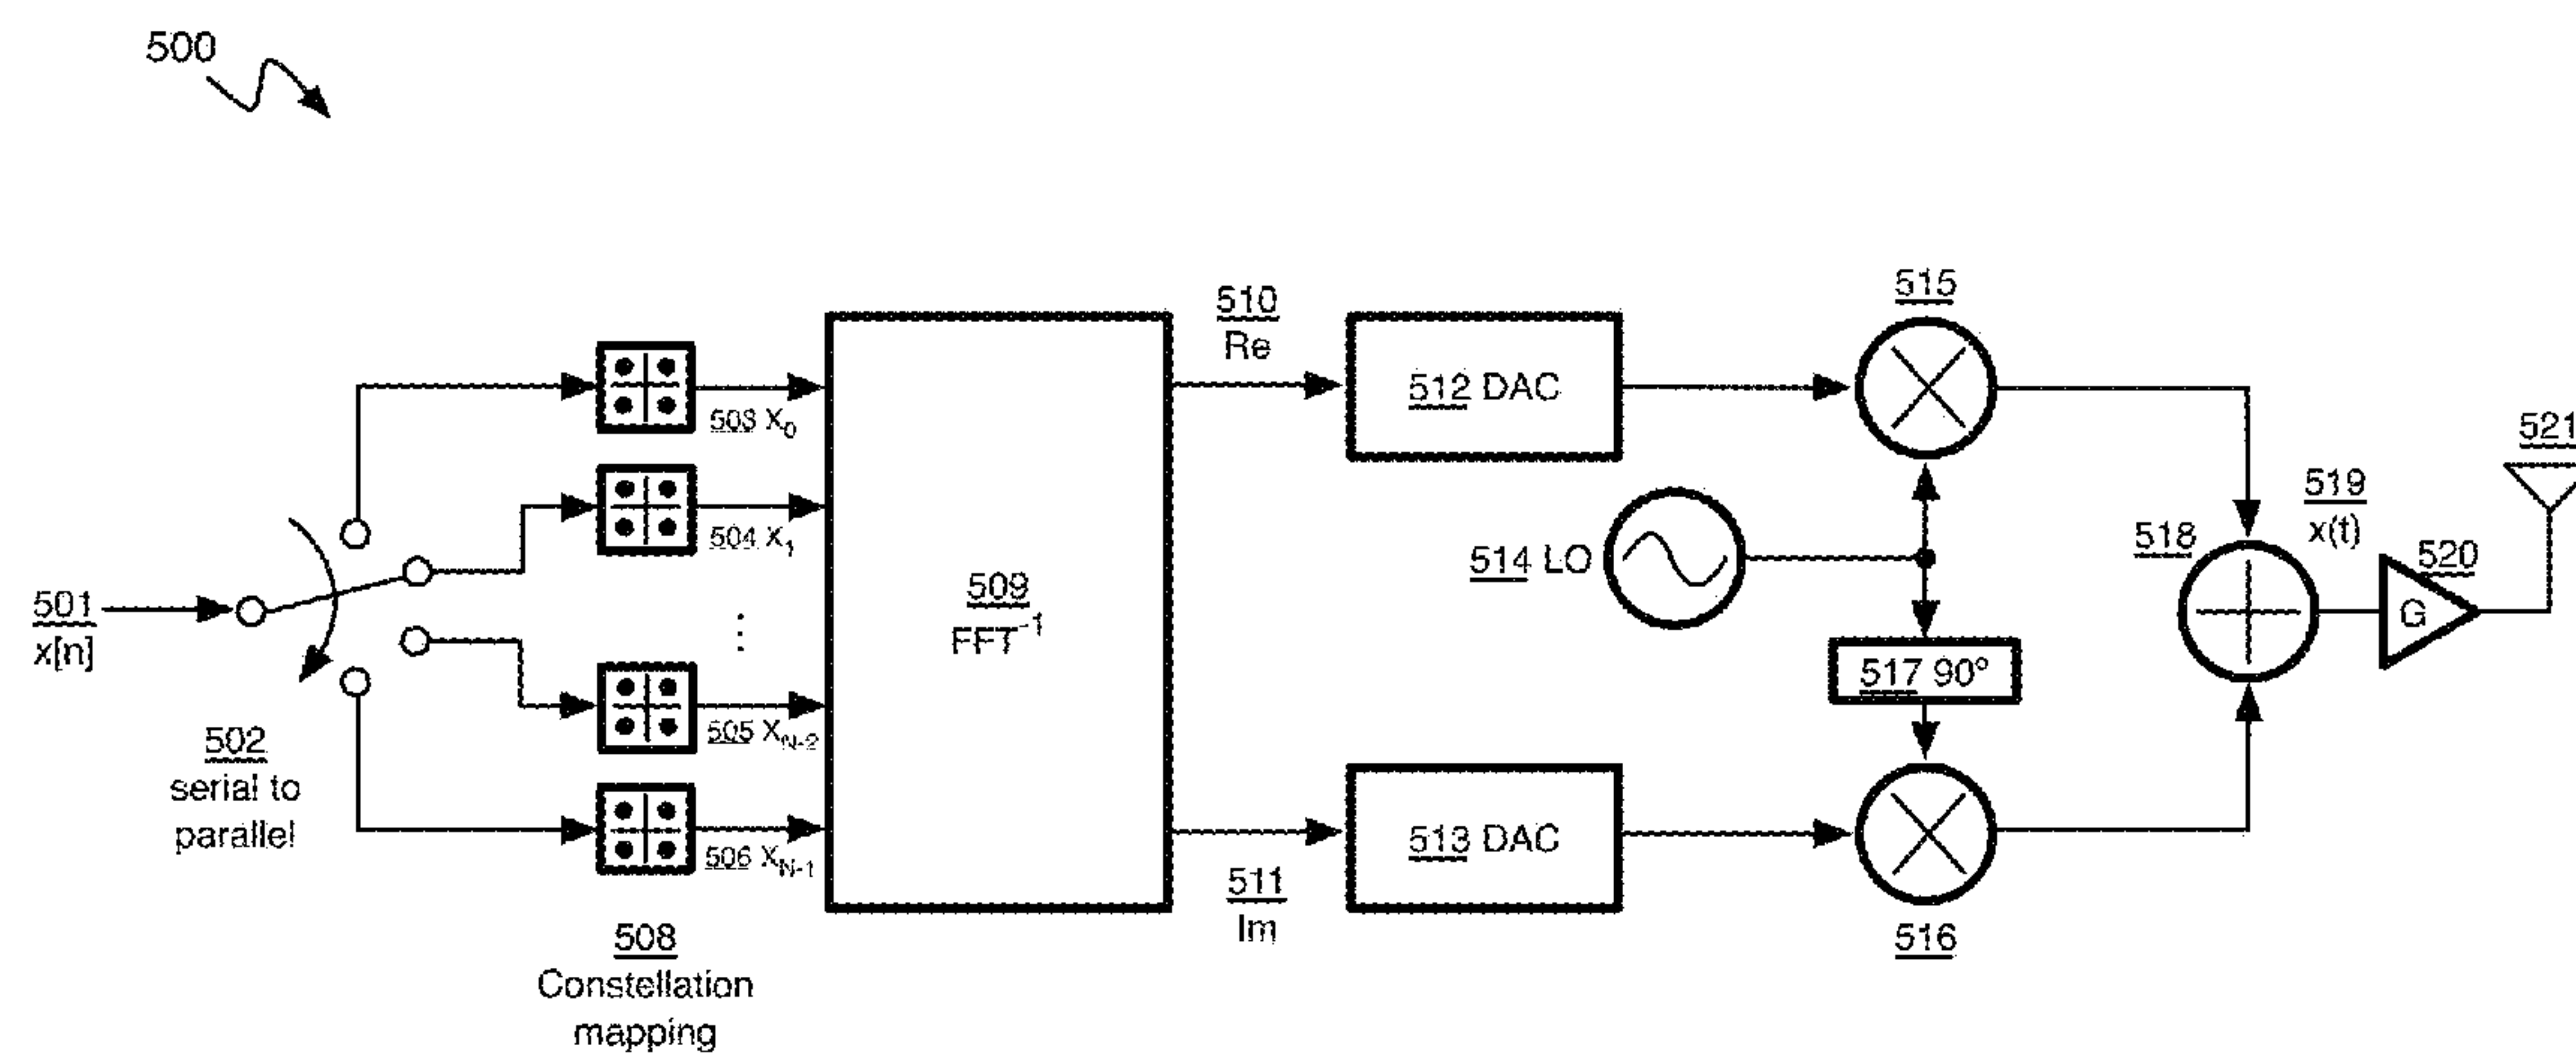 500
501
x[n]
502
serial to
parallel
503 X0
504 X1
505 XN-2
506 XN-1
508
Constellation
mapping
509
FFT-1
510
Re
511
Im
512 DAC
513 DAC
514 LO
515
516
517 90°
518
519
x(t)
520
G
521